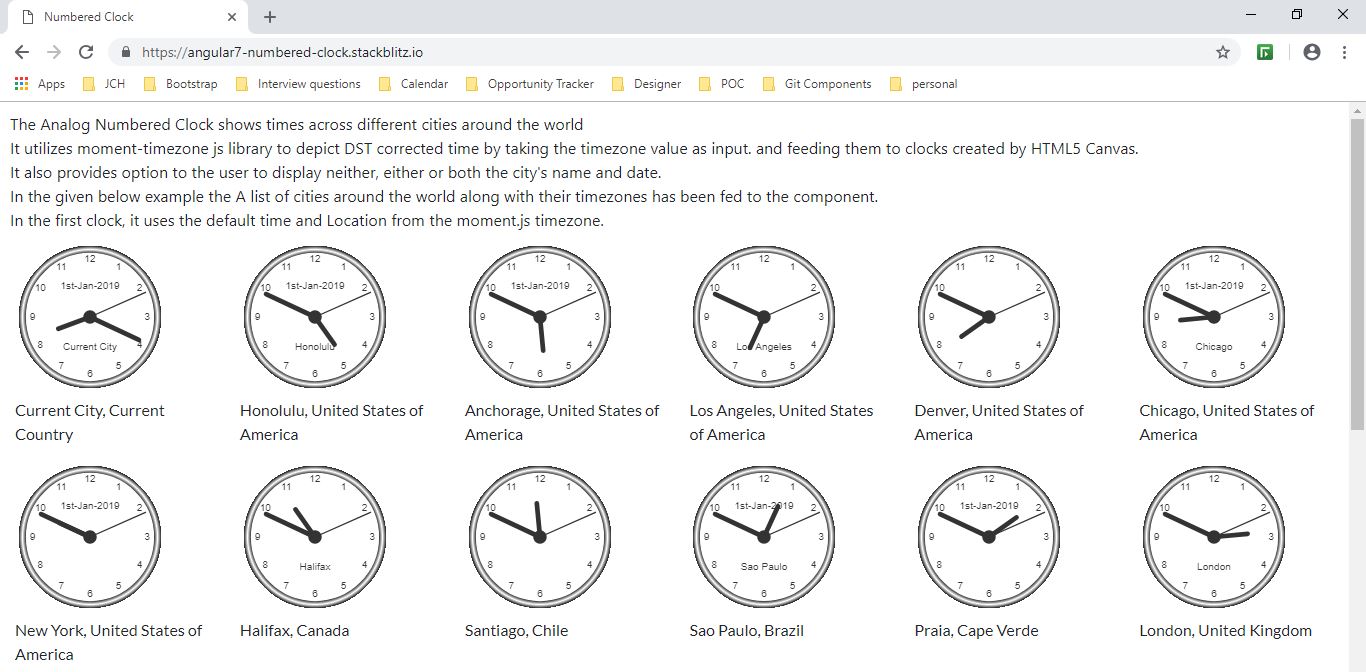 Numbered Clock
https://angular7-numbered-clock.stackblitz.io
Apps JCH Bootstrap Interview questions Calendar Opportunity Tracker Designer POC Git Components personal
The Analog Numbered Clock shows times across different cities around the world
It utilizes moment-timezone js library to depict DST corrected time by taking the timezone value as input. and feeding them to clocks created by HTML5 Canvas.
It also provides option to the user to display neither, either or both the city's name and date.
In the given below example the A list of cities around the world along with their timezones has been fed to the component.
In the first clock, it uses the default time and Location from the moment.js timezone.
12 1 2 3 4 5 6 7 8 9 10 11
1st-Jan-2019
Current City
Current City, Current
Country
12 1 2 3 4 5 6 7 8 9 10 11
1st-Jan-2019
Honolulu
Honolulu, United States of
America
12 1 2 3 4 5 6 7 8 9 10 11
1st-Jan-2019
Anchorage, United States of
America
12 1 2 3 4 5 6 7 8 9 10 11
Los Angeles
Los Angeles, United States
of America
12 1 2 3 4 5 6 7 8 9 10 11
Denver, United States of
America
12 1 2 3 4 5 6 7 8 9 10 11
1st-Jan-2019
Chicago
Chicago, United States of
America
12 1 2 3 4 5 6 7 8 9 10 11
1st-Jan-2019
New York, United States of
America
12 1 2 3 4 5 6 7 8 9 10 11
Halifax
Halifax, Canada
12 1 2 3 4 5 6 7 8 9 10 11
Santiago, Chile
12 1 2 3 4 5 6 7 8 9 10 11
1st-Jan-2019
Sao Paulo
Sao Paulo, Brazil
12 1 2 3 4 5 6 7 8 9 10 11
1st-Jan-2019
Praia, Cape Verde
12 1 2 3 4 5 6 7 8 9 10 11
London
London, United Kingdom